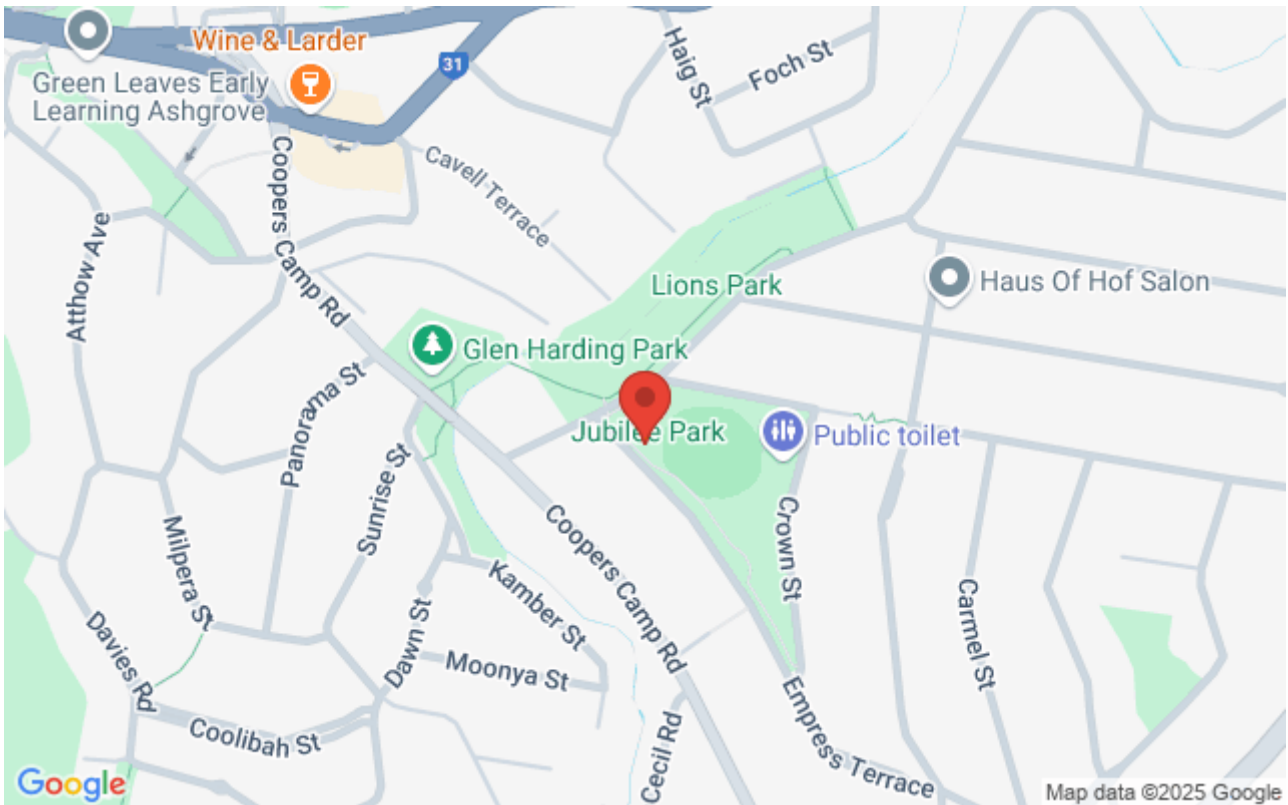 Wine & Larder
31
Green Leaves Early
Learning Ashgrove
Haig St
Foch St
Coopers Camp Rd
Cavell Terrace
Atthow Ave
Lions Park
Haus Of Hof Salon
Glen Harding Park
Panorama St
Jubilee Park
Public toilet
Sunrise St
Milpera St
Crown St
Coopers Camp Rd
Kamber St
Carmel St
Davies Rd
Dawn St
Moonya St
Coolibah St
Cecil Rd
Empress Terrace
Google
Map data ©2025 Google